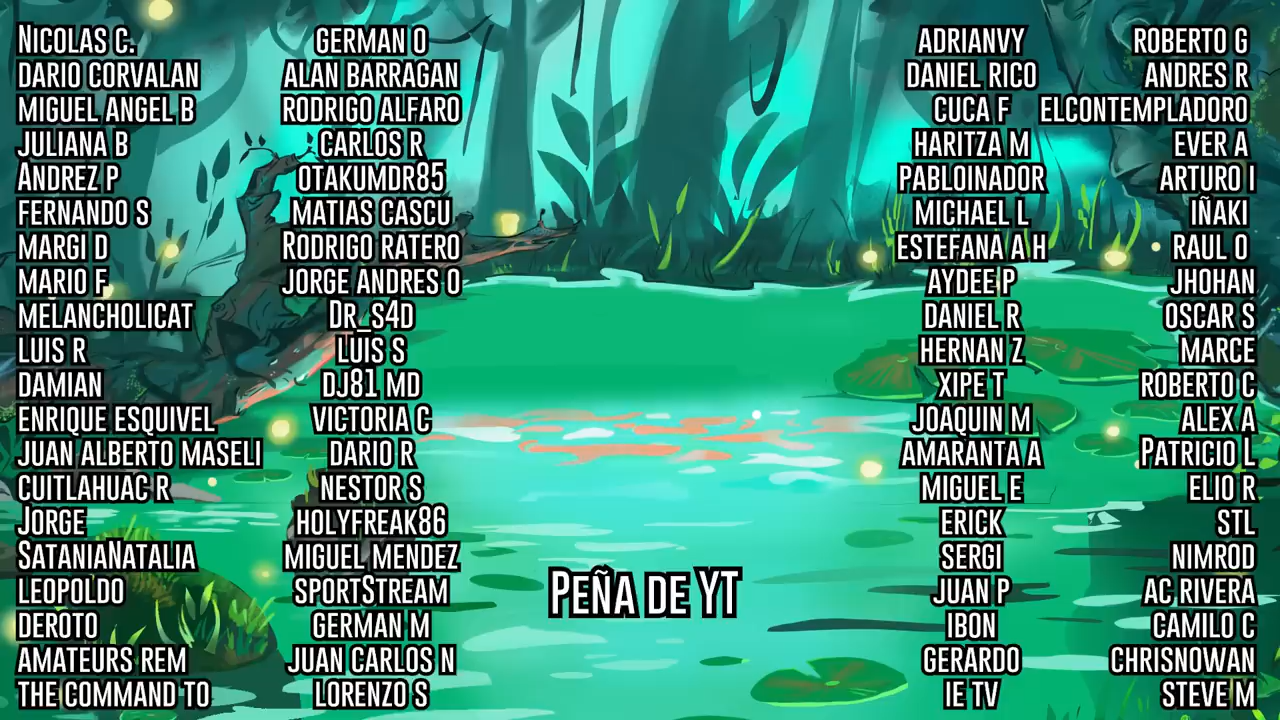 Nicolas C.
DARIO CORVALAN
MIGUEL ANGEL B
JULIANA B
ANDREZ P
FERNANDO S
MARGI D
MARIO F
MELANCHOLICAT
LUIS R
DAMIAN
ENRIQUE ESQUIVEL
JUAN ALBERTO MASELI
CUITLAHUAC R
JORGE
SATANIANATALIA
LEOPOLDO
DEROTO
AMATEURS REM
THE COMMAND TO
GERMAN O
ALAN BARRAGAN
RODRIGO ALFARO
CARLOS R
OTAKUMDR85
MATIAS CASCU
RODRIGO RATERO
JORGE ANDRES O
DR_S4D
LUIS S
DJ81 MD
VICTORIA C
DARIO R
NESTOR S
HOLYFREAK86
MIGUEL MENDEZ
SPORTSTREAM
GERMAN M
JUAN CARLOS N
LORENZO S
PEÑA DE YT
ADRIANVY
DANIEL RICO
CUCA F
HARITZA M
PABLOINADOR
MICHAEL L
ESTEFANA A H
AYDEE P
DANIEL R
HERNAN Z
XIPE T
JOAQUIN M
AMARANTA A
MIGUEL E
ERICK
SERGI
JUAN P
IBON
GERARDO
IE TV
ROBERTO G
ANDRES R
ELCONTEMPLADORO
EVER A
ARTURO I
IÑAKI
RAUL O
JHOHAN
OSCAR S
MARCE
ROBERTO C
ALEX A
PATRICIO L
ELIO R
STL
NIMROD
AC RIVERA
CAMILO C
CHRISNOWAN
STEVE M